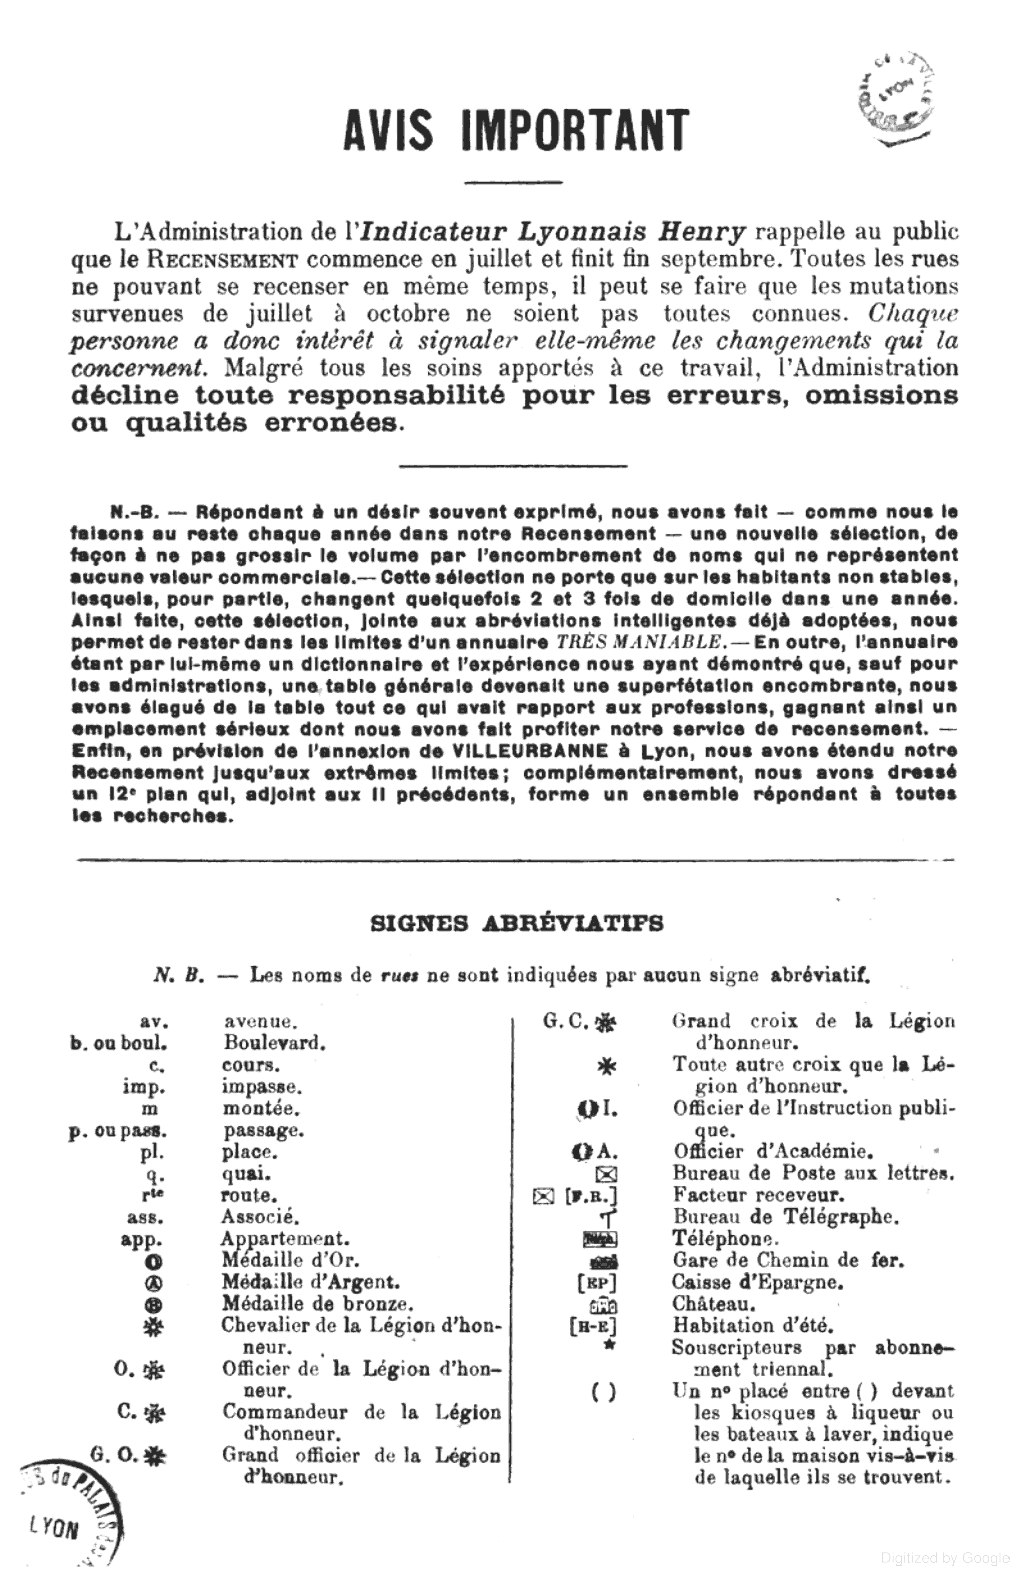 AVIS IMPORTANT
L'Administration de l'Indicateur Lyonnais Henry rappelle au public
que le RECENSEMENT commence en juillet et finit fin septembre. Toutes les rues
ne pouvant se recenser en même temps, il peut se faire que les mutations
survenues de juillet à octobre ne soient pas toutes connues. Chaque
personne a donc intérêt à signaler elle-même les changements qui la
concernent. Malgré tous les soins apportés à ce travail, l'Administration
décline toute responsabilité pour les erreurs, omissions
ou qualités erronées.
N.-B. — Répondant à un désir souvent exprimé, nous avons fait — comme nous le
faisons au reste chaque année dans notre Recensement — une nouvelle sélection, de
façon à ne pas grossir le volume par l'encombrement de noms qui ne représentent
aucune valeur commerciale. — Cette sélection ne porte que sur les habitants non stables,
lesquels, pour partie, changent quelquefois 2 et 3 fois de domicile dans une année.
Ainsi faite, cette sélection, jointe aux abréviations intelligentes déjà adoptées, nous
permet de rester dans les limites d'un annuaire TRÈS MANIABLE. — En outre, l'annuaire
étant par lui-même un dictionnaire et l'expérience nous ayant démontré que, sauf pour
les administrations, une table générale devenait une superfétation encombrante, nous
avons élagué de la table tout ce qui avait rapport aux professions, gagnant ainsi un
emplacement sérieux dont nous avons fait profiter notre service de recensement. —
Enfin, en prévision de l'annexion de VILLEURBANNE à Lyon, nous avons étendu notre
Recensement jusqu'aux extrêmes limites ; complémentairement, nous avons dressé
un 12e plan qui, adjoint aux 11 précédents, forme un ensemble répondant à toutes
les recherches.
SIGNES ABRÉVIATIFS
N. B. — Les noms de rues ne sont indiquées par aucun signe abréviatif.
av. avenue.
b. ou boul. Boulevard.
c. cours.
imp. impasse.
m montée.
p. ou pass. passage.
pl. place.
q. quai.
rte route.
ass. Associé.
app. Appartement.
Médaille d'Or.
A Médaille d'Argent.
B Médaille de bronze.
Chevalier de la Légion d'hon-
neur.
O. Officier de la Légion d'hon-
neur.
C. Commandeur de la Légion
d'honneur.
G. O. Grand officier de la Légion
d'honneur.
G. C. Grand croix de la Légion
d'honneur.
Toute autre croix que la Lé-
gion d'honneur.
I. Officier de l'Instruction publi-
que.
A. Officier d'Académie.
Bureau de Poste aux lettres.
[F.R.] Facteur receveur.
Bureau de Télégraphe.
Téléphone.
Gare de Chemin de fer.
[EP] Caisse d'Epargne.
Château.
[H-E] Habitation d'été.
★ Souscripteurs par abonne-
ment triennal.
( ) Un n° placé entre ( ) devant
les kiosques à liqueur ou
les bateaux à laver, indique
le n° de la maison vis-à-vis
de laquelle ils se trouvent.
LYON
du PALAIS
LYON
Digitized by Google